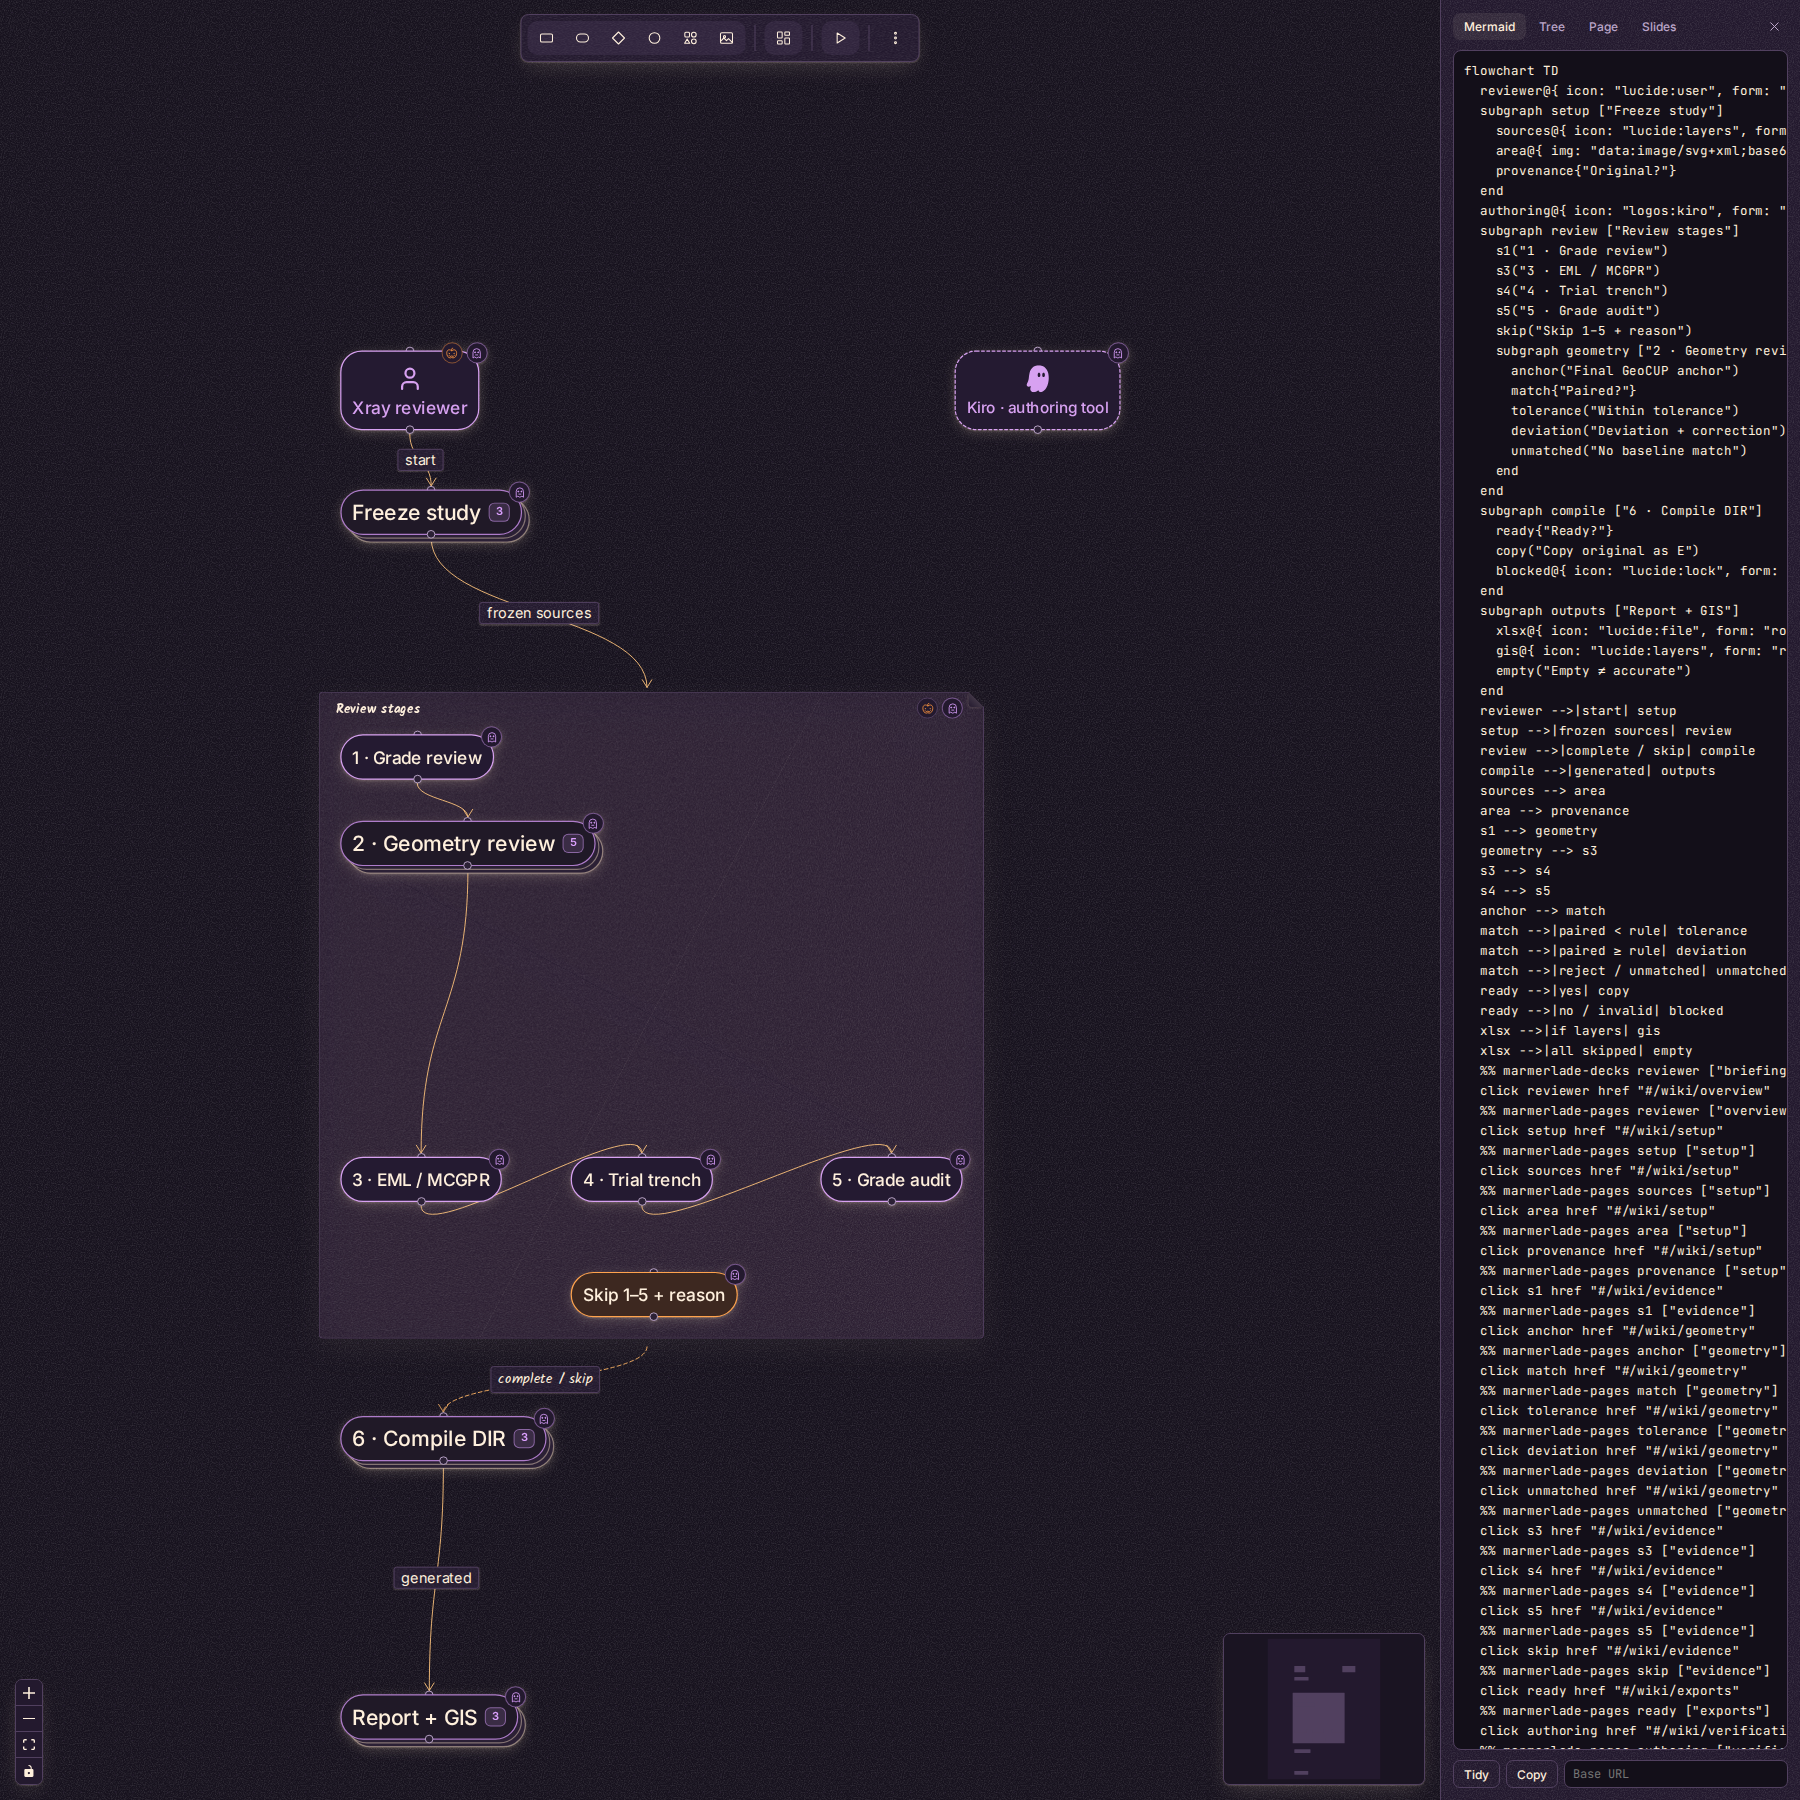 Xray reviewer
Kiro · authoring tool
start
Freeze study 3
frozen sources
Review stages
1 · Grade review
2 · Geometry review 5
3 · EML / MCGPR
4 · Trial trench
5 · Grade audit
Skip 1–5 + reason
complete / skip
6 · Compile DIR 3
generated
Report + GIS 3
Mermaid Tree Page Slides
flowchart TD
reviewer@{ icon: "lucide:user", form: "
subgraph setup ["Freeze study"]
sources@{ icon: "lucide:layers", form
area@{ img: "data:image/svg+xml;base6
provenance{"Original?"}
end
authoring@{ icon: "logos:kiro", form: "
subgraph review ["Review stages"]
s1("1 · Grade review")
s3("3 · EML / MCGPR")
s4("4 · Trial trench")
s5("5 · Grade audit")
skip("Skip 1–5 + reason")
subgraph geometry ["2 · Geometry revi
anchor("Final GeoCUP anchor")
match{"Paired?"}
tolerance("Within tolerance")
deviation("Deviation + correction")
unmatched("No baseline match")
end
end
subgraph compile ["6 · Compile DIR"]
ready{"Ready?"}
copy("Copy original as E")
blocked@{ icon: "lucide:lock", form:
end
subgraph outputs ["Report + GIS"]
xlsx@{ icon: "lucide:file", form: "ro
gis@{ icon: "lucide:layers", form: "r
empty("Empty ≠ accurate")
end
reviewer -->|start| setup
setup -->|frozen sources| review
review -->|complete / skip| compile
compile -->|generated| outputs
sources --> area
area --> provenance
s1 --> geometry
geometry --> s3
s3 --> s4
s4 --> s5
anchor --> match
match -->|paired < rule| tolerance
match -->|paired ≥ rule| deviation
match -->|reject / unmatched| unmatched
ready -->|yes| copy
ready -->|no / invalid| blocked
xlsx -->|if layers| gis
xlsx -->|all skipped| empty
%% marmerlade-decks reviewer ["briefing
click reviewer href "#/wiki/overview"
%% marmerlade-pages reviewer ["overview
click setup href "#/wiki/setup"
%% marmerlade-pages setup ["setup"]
click sources href "#/wiki/setup"
%% marmerlade-pages sources ["setup"]
click area href "#/wiki/setup"
%% marmerlade-pages area ["setup"]
click provenance href "#/wiki/setup"
%% marmerlade-pages provenance ["setup"
click s1 href "#/wiki/evidence"
%% marmerlade-pages s1 ["evidence"]
click anchor href "#/wiki/geometry"
%% marmerlade-pages anchor ["geometry"]
click match href "#/wiki/geometry"
%% marmerlade-pages match ["geometry"]
click tolerance href "#/wiki/geometry"
%% marmerlade-pages tolerance ["geometr
click deviation href "#/wiki/geometry"
%% marmerlade-pages deviation ["geometr
click unmatched href "#/wiki/geometry"
%% marmerlade-pages unmatched ["geometr
click s3 href "#/wiki/evidence"
%% marmerlade-pages s3 ["evidence"]
click s4 href "#/wiki/evidence"
%% marmerlade-pages s4 ["evidence"]
click s5 href "#/wiki/evidence"
%% marmerlade-pages s5 ["evidence"]
click skip href "#/wiki/evidence"
%% marmerlade-pages skip ["evidence"]
click ready href "#/wiki/exports"
%% marmerlade-pages ready ["exports"]
click authoring href "#/wiki/verificati
Tidy Copy Base URL